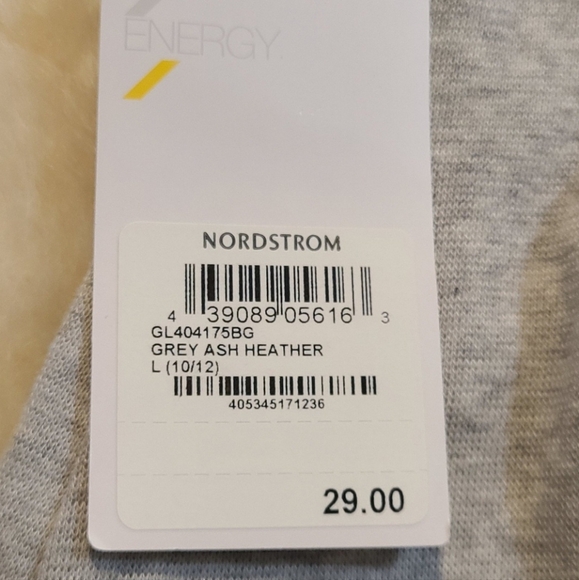 ENERGY
NORDSTROM
4 39089 05616 3
GL404175BG
GREY ASH HEATHER
L (10/12)
405345171236
29.00